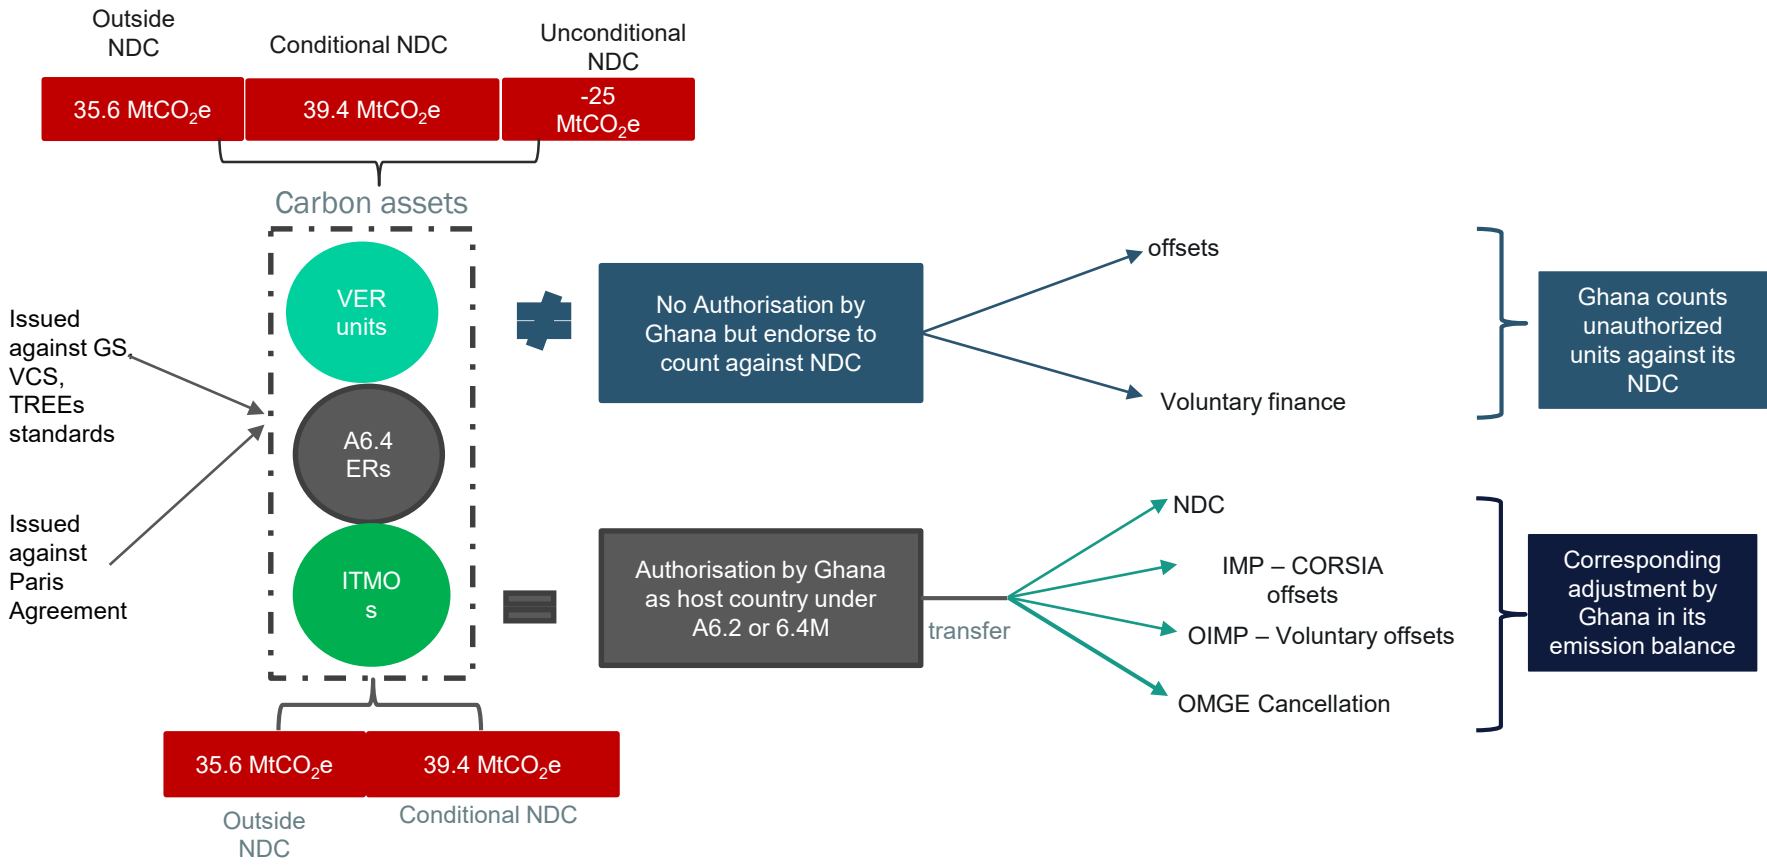 Outside
NDC
Conditional NDC
Unconditional
NDC
35.6 MtCO₂e
39.4 MtCO₂e
-25
MtCO₂e
Carbon assets
VER
units
A6.4
ERs
ITMO
s
Issued
against GS,
VCS,
TREEs
standards
Issued
against
Paris
Agreement
No Authorisation by
Ghana but endorse to
count against NDC
offsets
Voluntary finance
Ghana counts
unauthorized
units against its
NDC
Authorisation by Ghana
as host country under
A6.2 or 6.4M
transfer
NDC
IMP – CORSIA
offsets
OIMP – Voluntary offsets
OMGE Cancellation
Corresponding
adjustment by
Ghana in its
emission balance
35.6 MtCO₂e
39.4 MtCO₂e
Outside
NDC
Conditional NDC